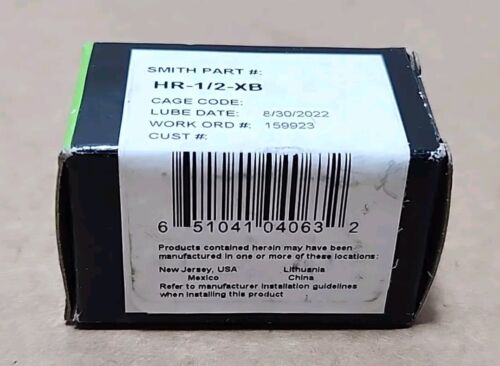 SMITH PART #:
HR-1/2-XB
CAGE CODE:
LUBE DATE: 8/30/2022
WORK ORD #: 159923
CUST #:
6 51041 04063 2
Products contained herein may have been
manufactured in one or more of these locations:
New Jersey, USA Lithuania
Mexico China
Refer to manufacturer installation guidelines
when installing this product